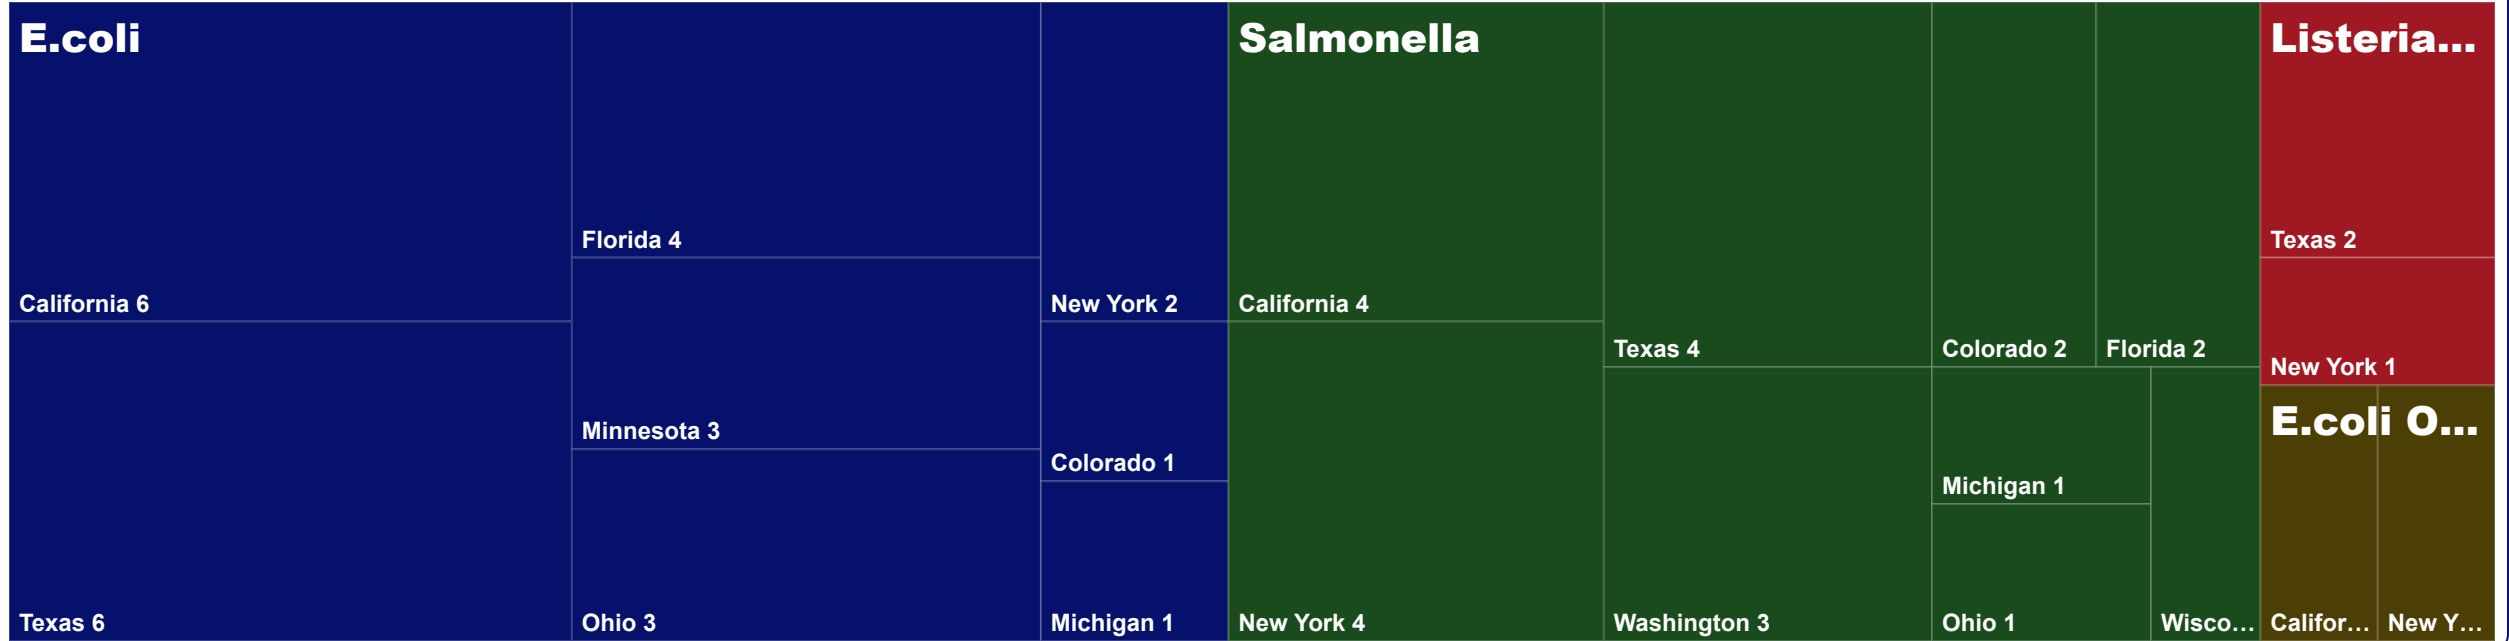 E.coli
California 6
Texas 6
Florida 4
Minnesota 3
Ohio 3
New York 2
Colorado 1
Michigan 1
Salmonella
California 4
New York 4
Texas 4
Washington 3
Colorado 2
Florida 2
Michigan 1
Ohio 1
Wisco...
Listeria...
Texas 2
New York 1
E.coli O...
Califor...
New Y...